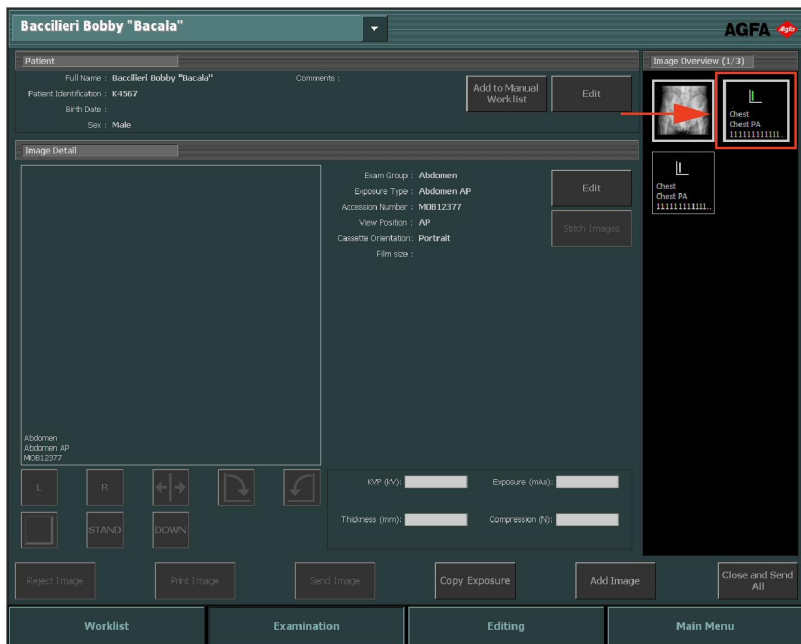 Baccilieri Bobby "Bacala"
AGFA Agfa
Patient
Full Name : Baccilieri Bobby "Bacala"
Patient Identification : K4567
Birth Date :
Sex : Male
Comments :
Add to Manual
Worklist
Edit
Image Overview (1/3)
Chest
Chest PA
111111111111...
Chest
Chest PA
111111111111...
Image Detail
Abdomen
Abdomen AP
MOB12377
Exam Group : Abdomen
Exposure Type : Abdomen AP
Accession Number : MOB12377
View Position : AP
Cassette Orientation: Portrait
Film size :
Edit
Stitch Images
L
R
STAND
DOWN
KVP (kV):
Exposure (mAs):
Thickness (mm):
Compression (N):
Reject Image
Print Image
Send Image
Copy Exposure
Add Image
Close and Send
All
Worklist
Examination
Editing
Main Menu